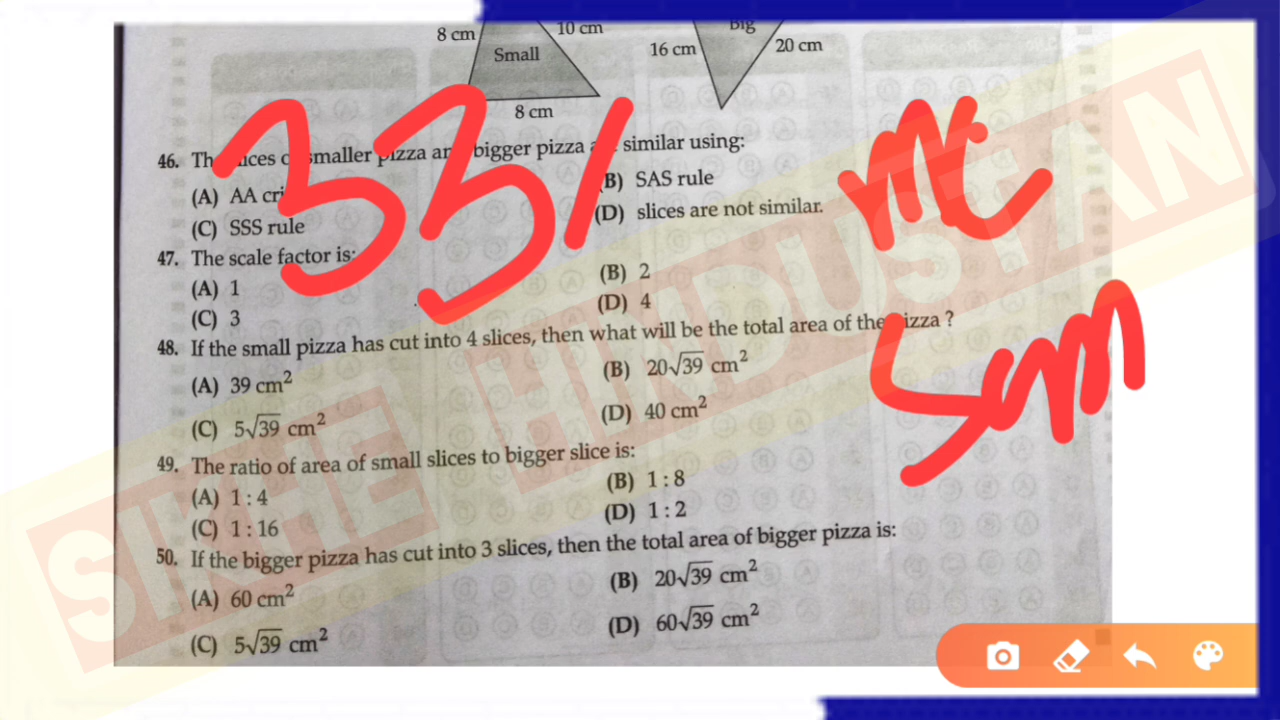 8 cm 10 cm
Small
8 cm
Big
16 cm 20 cm
46. The slices of smaller pizza and bigger pizza are similar using:
(A) AA cri (B) SAS rule
(C) SSS rule (D) slices are not similar.
47. The scale factor is:
(A) 1 (B) 2
(C) 3 (D) 4
48. If the small pizza has cut into 4 slices, then what will be the total area of the pizza ?
(A) 39 cm² (B) 20√39 cm²
(C) 5√39 cm² (D) 40 cm²
49. The ratio of area of small slices to bigger slice is:
(A) 1 : 4 (B) 1 : 8
(C) 1 : 16 (D) 1 : 2
50. If the bigger pizza has cut into 3 slices, then the total area of bigger pizza is:
(A) 60 cm² (B) 20√39 cm²
(C) 5√39 cm² (D) 60√39 cm²
331
SIKHE HINDUSTAN